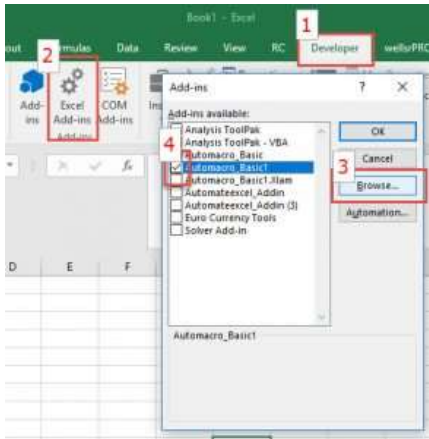 Book1 - Excel
1
out
rmulas
Data
Review
View
RC
Developer
wellsrPRO
2
Add-
ins
Excel
Add-ins
COM
Add-ins
Add-ins
Ins
Add-ins
?
×
Add-ins available:
Analysis ToolPak
Analysis ToolPak - VBA
Automacro_Basic
Automacro_Basic1
Automacro_Basic1.Xlam
Automateexcel_Addin
Automateexcel_Addin (3)
Euro Currency Tools
Solver Add-in
4
OK
Cancel
3
Browse...
Automation...
fx
D
E
F
Automacro_Basic1